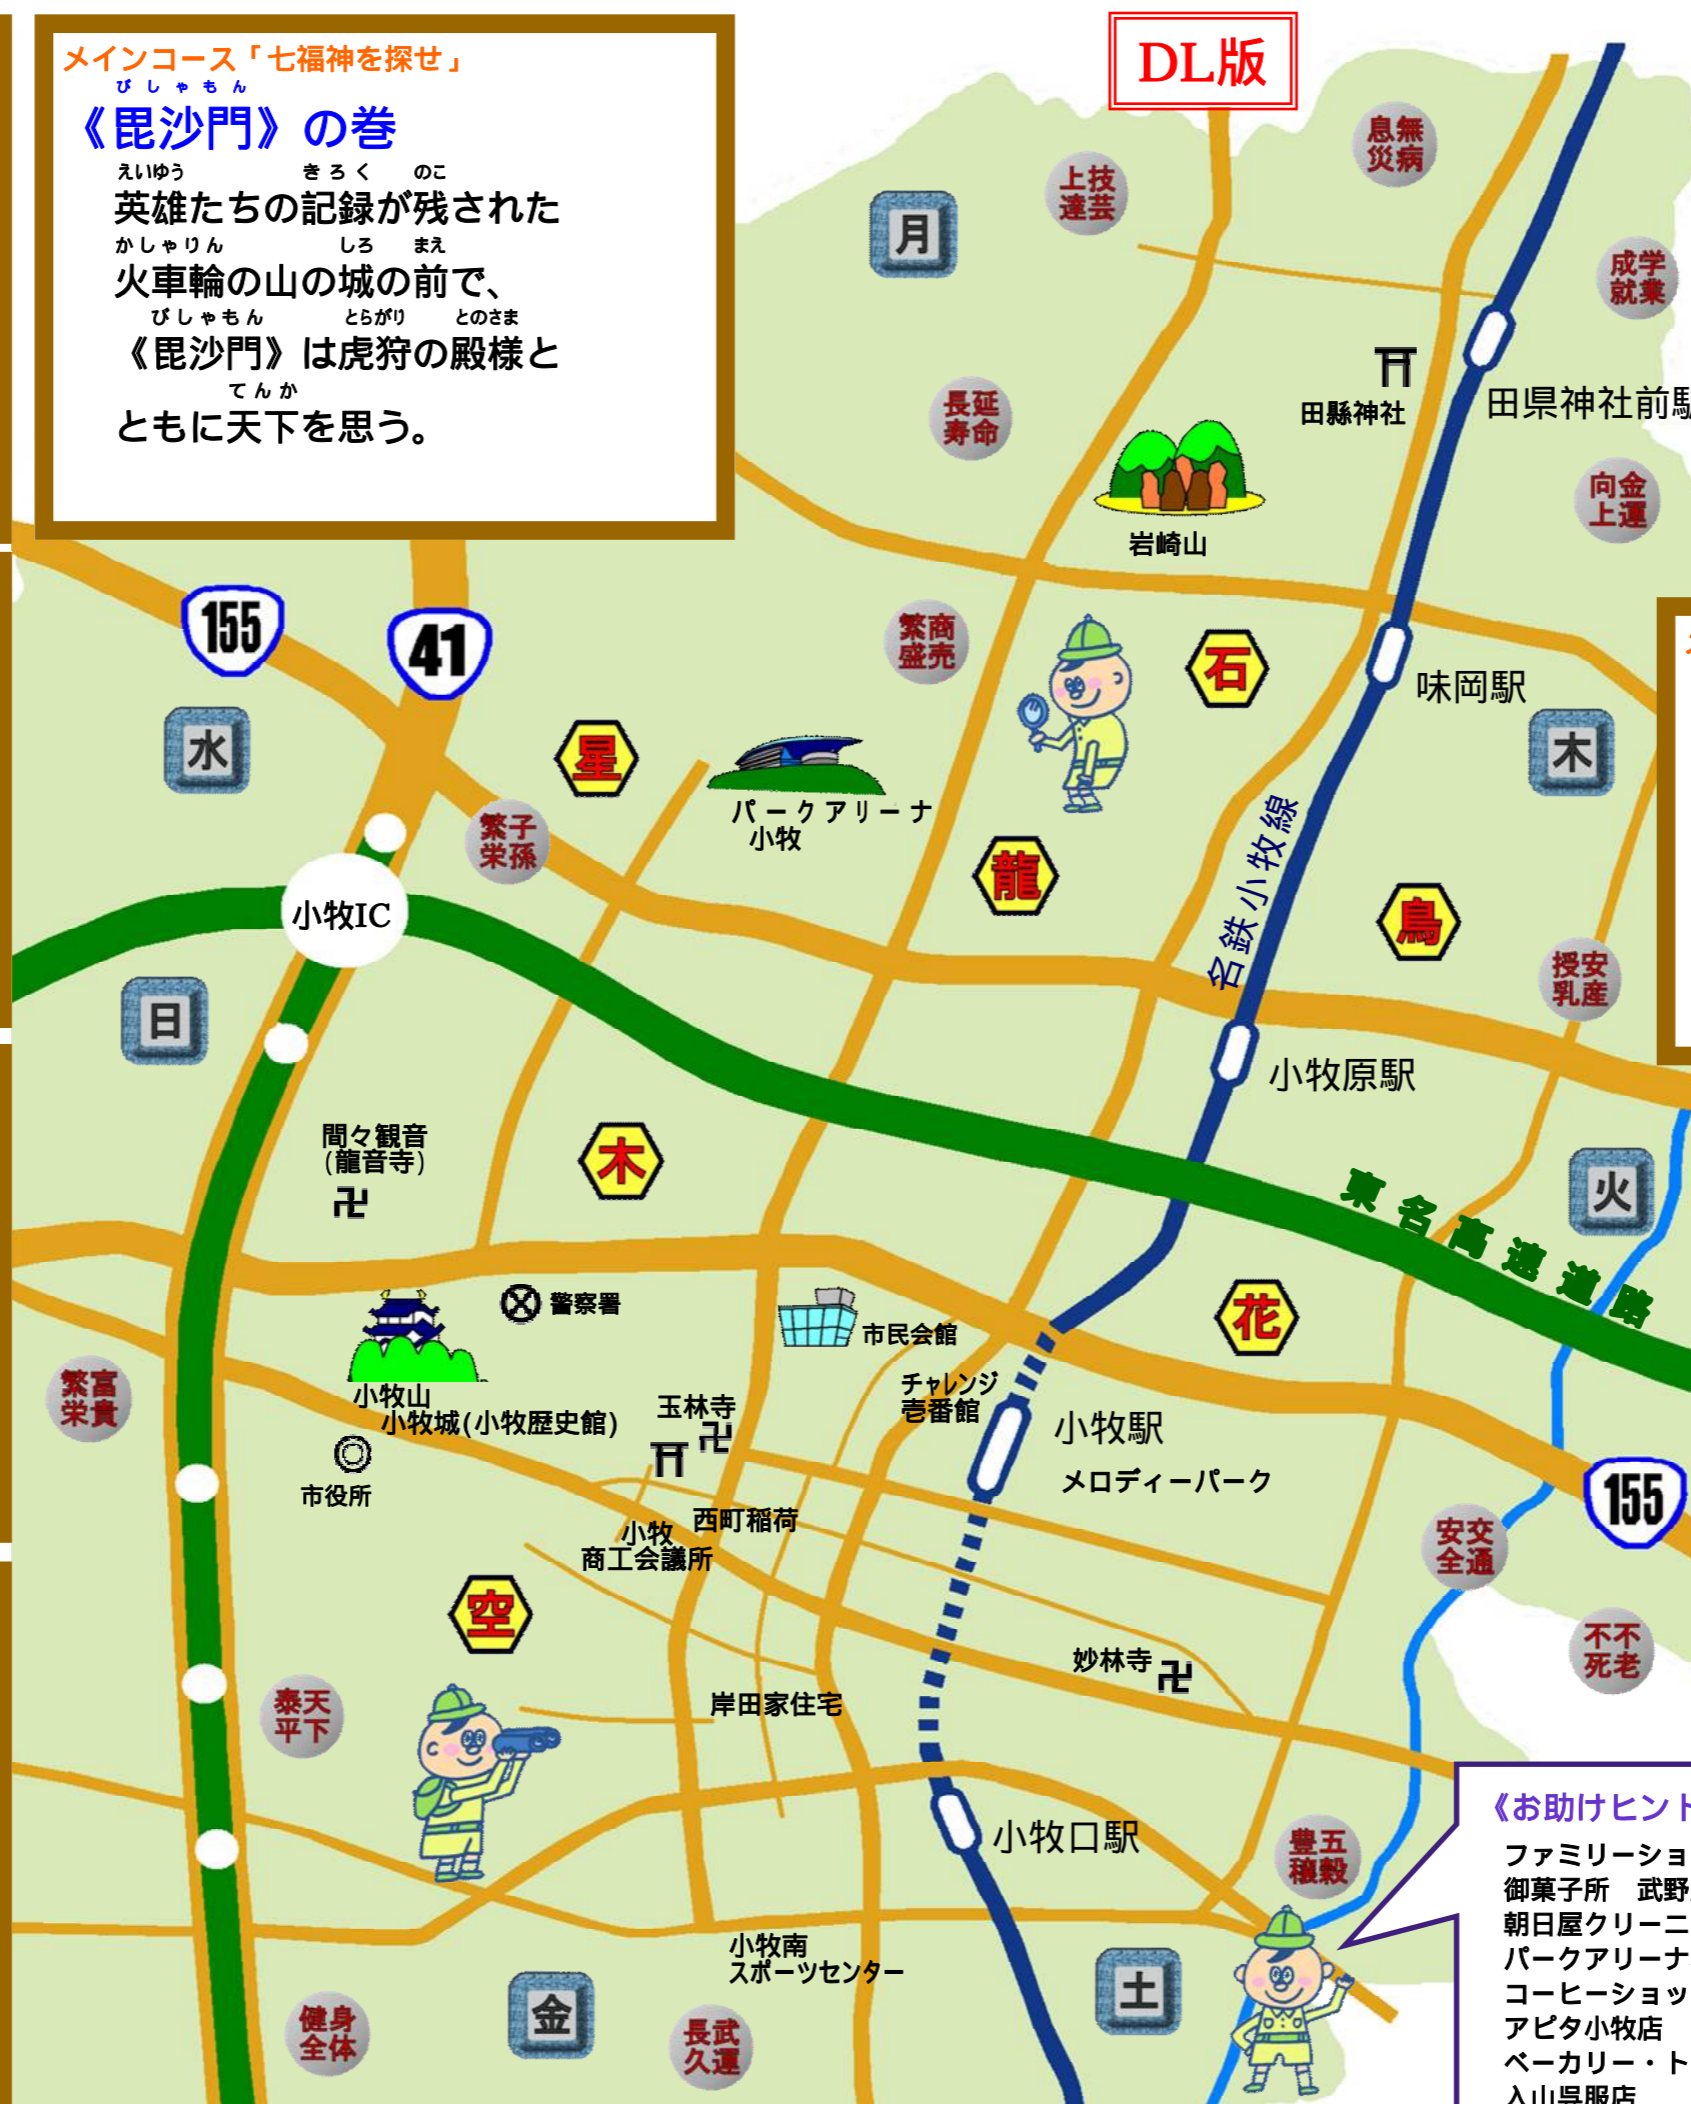 メインコース「七福神を探せ」
びしゃもん
《毘沙門》の巻
えいゆう きろく のこ
英雄たちの記録が残された
かしゃりん しろ まえ
火車輪の山の城の前で、
びしゃもん とらがり とのさま
《毘沙門》は虎狩の殿様と
てんか
ともに天下を思う。
DL版
無病
息災
技芸
上達
月
学業
成就
田縣神社
田県神社前駅
延命
長寿
岩崎山
金運
向上
155
41
商売
繁盛
石
味岡駅
水
星
木
パークアリーナ
小牧
子孫
繁栄
龍
名鉄小牧線
鳥
小牧IC
安産
授乳
日
小牧原駅
間々観音
(龍音寺)
木
火
東名高速道路
警察署
花
市民会館
富貴
繁栄
小牧山
小牧城(小牧歴史館)
玉林寺
チャレンジ
壱番館
小牧駅
市役所
メロディーパーク
155
西町稲荷
小牧
商工会議所
交通
安全
空
不老
不死
妙林寺
天下
泰平
岸田家住宅
小牧口駅
五穀
豊穣
《お助けヒント
ファミリーショ
御菓子所　武野
朝日屋クリーニ
パークアリーナ
コーヒーショッ
アピタ小牧店
ベーカリー・ト
入山呉服店
小牧南
スポーツセンター
土
金
身体
健全
武運
長久